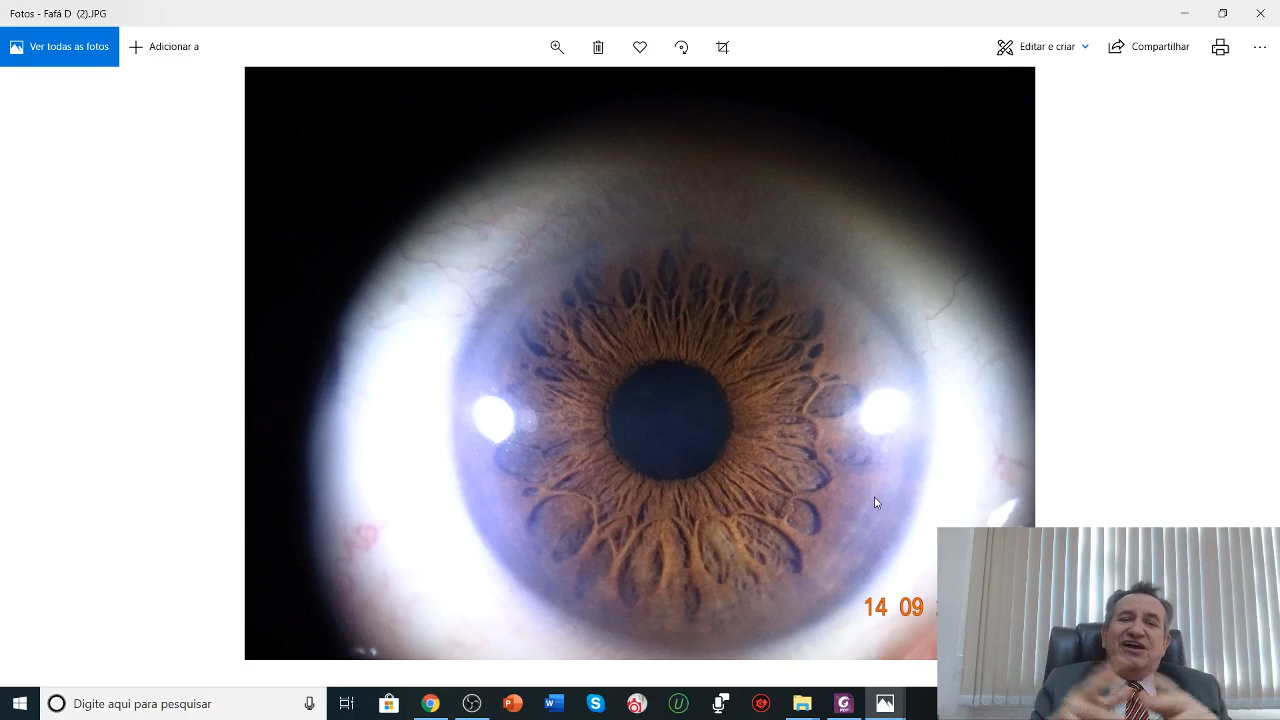 Fotos - Fafá D (2).JPG
Ver todas as fotos
Adicionar a
Editar e criar
Compartilhar
14 09
Digite aqui para pesquisar